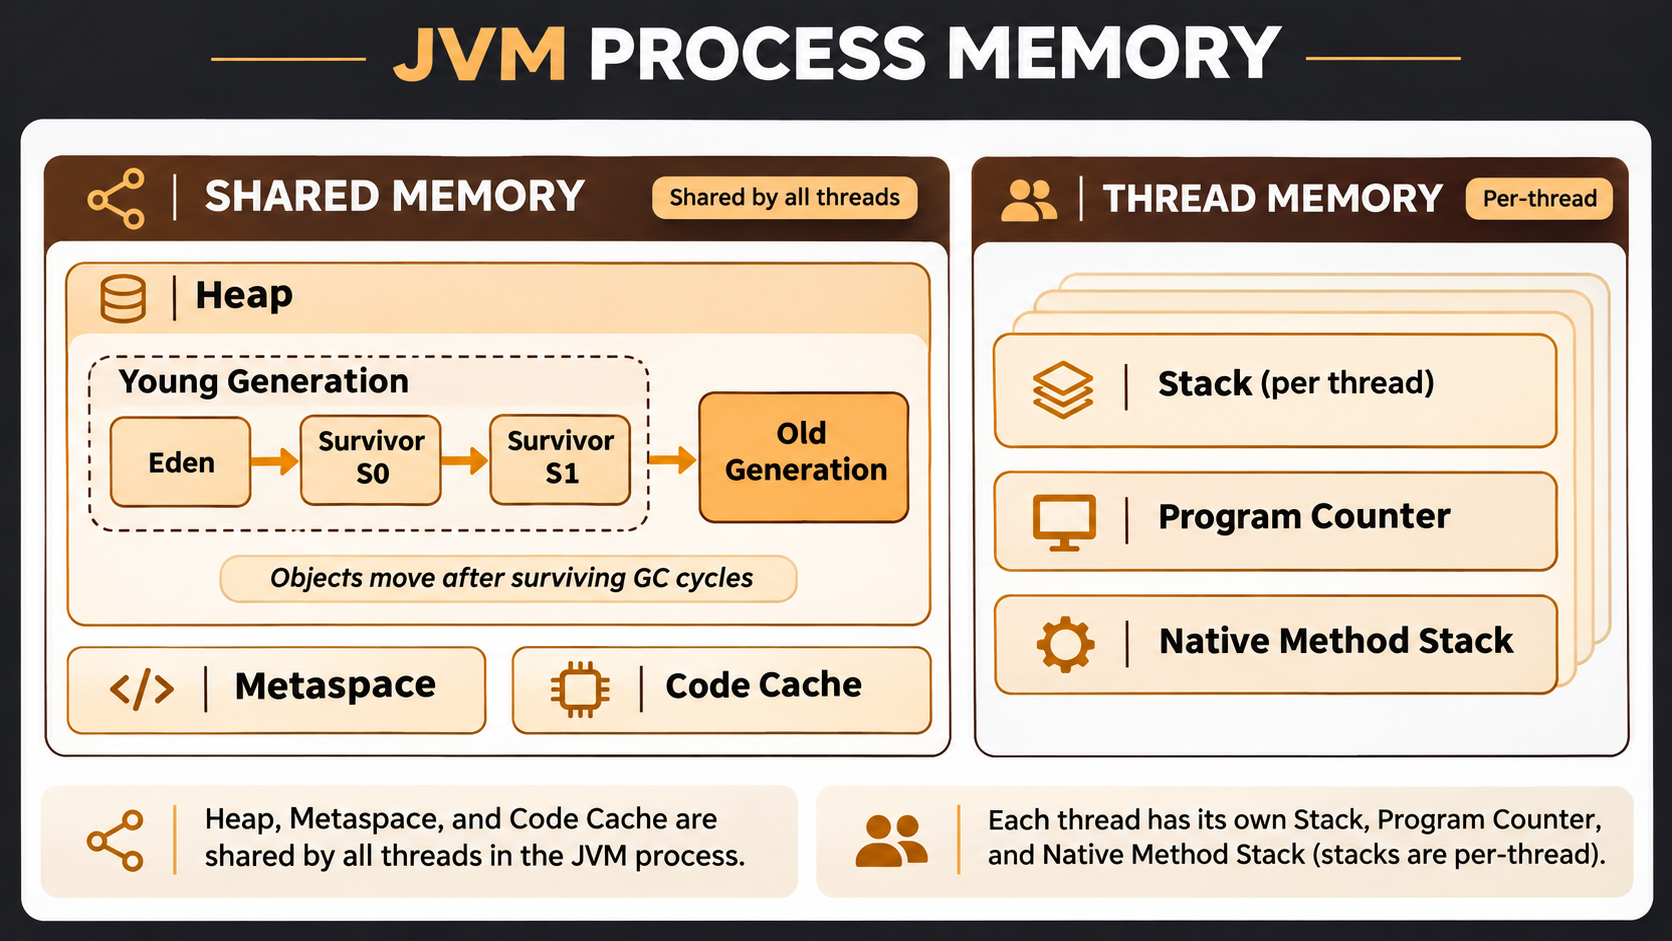 JVM PROCESS MEMORY
SHARED MEMORY
Shared by all threads
Heap
Young Generation
Eden
Survivor
S0
Survivor
S1
Old
Generation
Objects move after surviving GC cycles
Metaspace
Code Cache
THREAD MEMORY
Per-thread
Stack (per thread)
Program Counter
Native Method Stack
Heap, Metaspace, and Code Cache are
shared by all threads in the JVM process.
Each thread has its own Stack, Program Counter,
and Native Method Stack (stacks are per-thread).